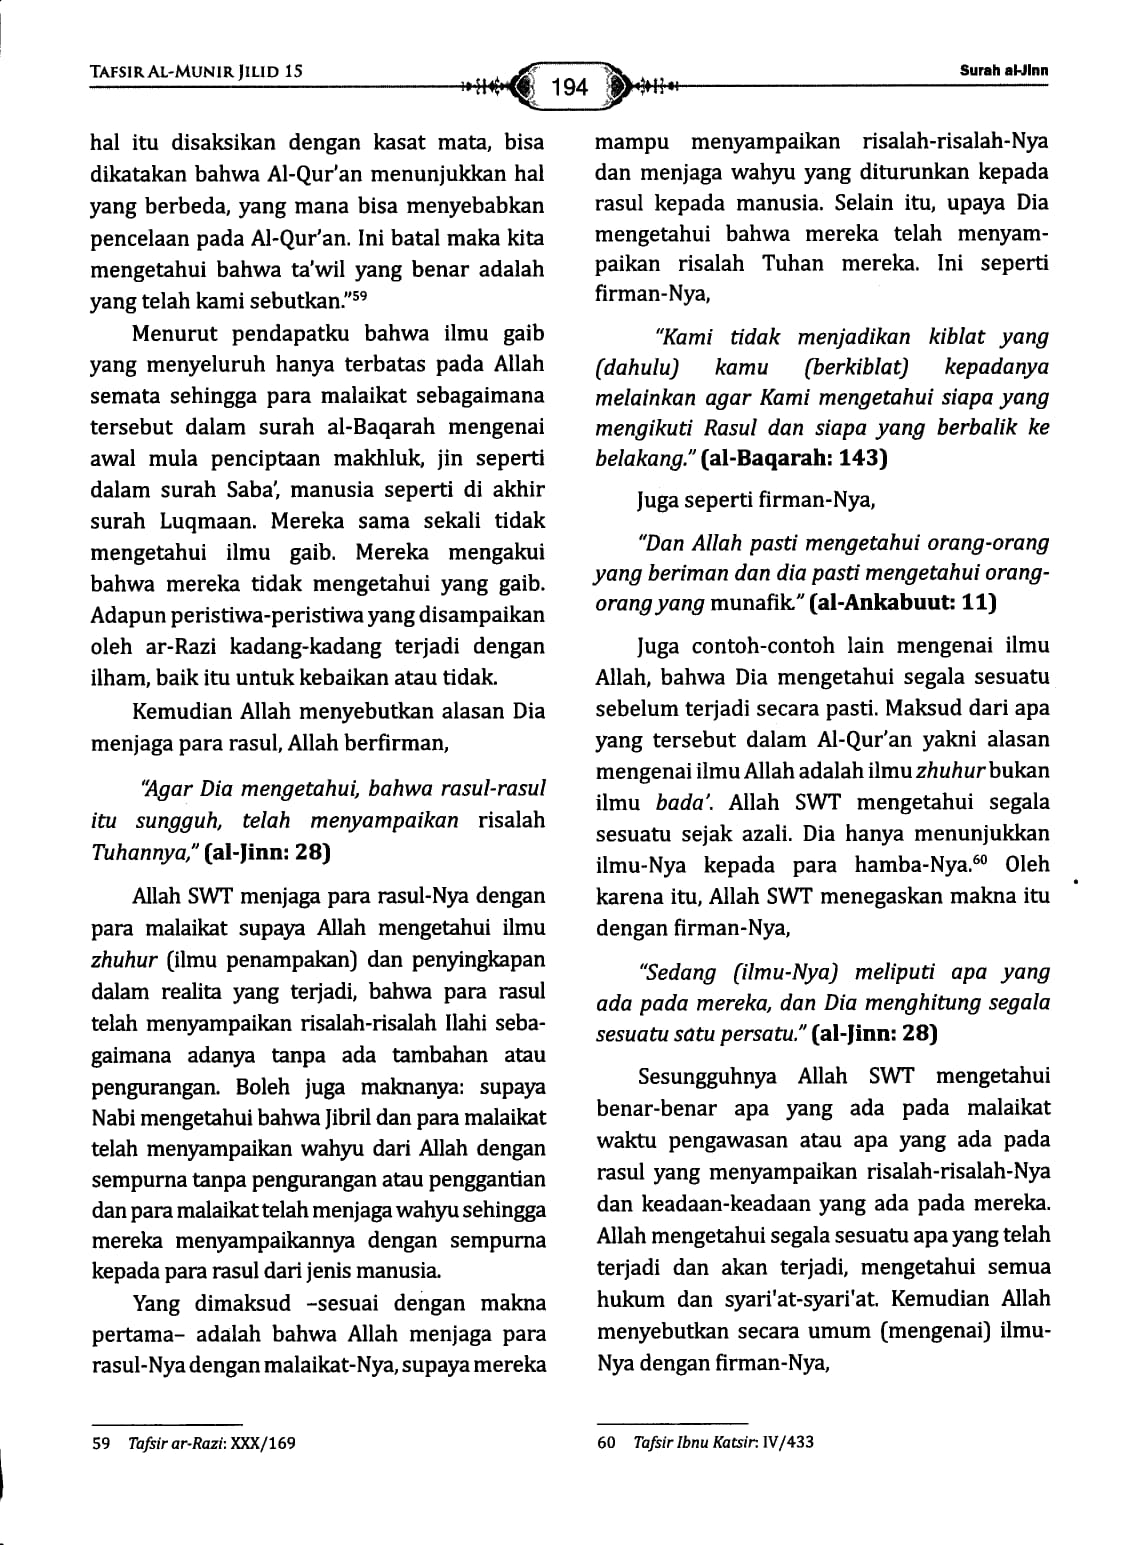 TAFSIR AL-MUNIR JILID 15
194
Surah al-Jinn
hal itu disaksikan dengan kasat mata, bisa
dikatakan bahwa Al-Qur'an menunjukkan hal
yang berbeda, yang mana bisa menyebabkan
pencelaan pada Al-Qur'an. Ini batal maka kita
mengetahui bahwa ta'wil yang benar adalah
yang telah kami sebutkan."59
Menurut pendapatku bahwa ilmu gaib
yang menyeluruh hanya terbatas pada Allah
semata sehingga para malaikat sebagaimana
tersebut dalam surah al-Baqarah mengenai
awal mula penciptaan makhluk, jin seperti
dalam surah Saba', manusia seperti di akhir
surah Luqmaan. Mereka sama sekali tidak
mengetahui ilmu gaib. Mereka mengakui
bahwa mereka tidak mengetahui yang gaib.
Adapun peristiwa-peristiwa yang disampaikan
oleh ar-Razi kadang-kadang terjadi dengan
ilham, baik itu untuk kebaikan atau tidak.
Kemudian Allah menyebutkan alasan Dia
menjaga para rasul, Allah berfirman,
"Agar Dia mengetahui, bahwa rasul-rasul
itu sungguh, telah menyampaikan risalah
Tuhannya," (al-Jinn: 28)
Allah SWT menjaga para rasul-Nya dengan
para malaikat supaya Allah mengetahui ilmu
zhuhur (ilmu penampakan) dan penyingkapan
dalam realita yang terjadi, bahwa para rasul
telah menyampaikan risalah-risalah Ilahi seba-
gaimana adanya tanpa ada tambahan atau
pengurangan. Boleh juga maknanya: supaya
Nabi mengetahui bahwa Jibril dan para malaikat
telah menyampaikan wahyu dari Allah dengan
sempurna tanpa pengurangan atau penggantian
dan para malaikat telah menjaga wahyu sehingga
mereka menyampaikannya dengan sempurna
kepada para rasul dari jenis manusia.
Yang dimaksud –sesuai dengan makna
pertama– adalah bahwa Allah menjaga para
rasul-Nya dengan malaikat-Nya, supaya mereka
59 Tafsir ar-Razi: XXX/169
mampu menyampaikan risalah-risalah-Nya
dan menjaga wahyu yang diturunkan kepada
rasul kepada manusia. Selain itu, upaya Dia
mengetahui bahwa mereka telah menyam-
paikan risalah Tuhan mereka. Ini seperti
firman-Nya,
"Kami tidak menjadikan kiblat yang
(dahulu) kamu (berkiblat) kepadanya
melainkan agar Kami mengetahui siapa yang
mengikuti Rasul dan siapa yang berbalik ke
belakang." (al-Baqarah: 143)
Juga seperti firman-Nya,
"Dan Allah pasti mengetahui orang-orang
yang beriman dan dia pasti mengetahui orang-
orang yang munafik." (al-Ankabuut: 11)
Juga contoh-contoh lain mengenai ilmu
Allah, bahwa Dia mengetahui segala sesuatu
sebelum terjadi secara pasti. Maksud dari apa
yang tersebut dalam Al-Qur'an yakni alasan
mengenai ilmu Allah adalah ilmu zhuhur bukan
ilmu bada'. Allah SWT mengetahui segala
sesuatu sejak azali. Dia hanya menunjukkan
ilmu-Nya kepada para hamba-Nya.60 Oleh
karena itu, Allah SWT menegaskan makna itu
dengan firman-Nya,
"Sedang (ilmu-Nya) meliputi apa yang
ada pada mereka, dan Dia menghitung segala
sesuatu satu persatu." (al-Jinn: 28)
Sesungguhnya Allah SWT mengetahui
benar-benar apa yang ada pada malaikat
waktu pengawasan atau apa yang ada pada
rasul yang menyampaikan risalah-risalah-Nya
dan keadaan-keadaan yang ada pada mereka.
Allah mengetahui segala sesuatu apa yang telah
terjadi dan akan terjadi, mengetahui semua
hukum dan syari'at-syari'at. Kemudian Allah
menyebutkan secara umum (mengenai) ilmu-
Nya dengan firman-Nya,
60 Tafsir Ibnu Katsir: IV/433